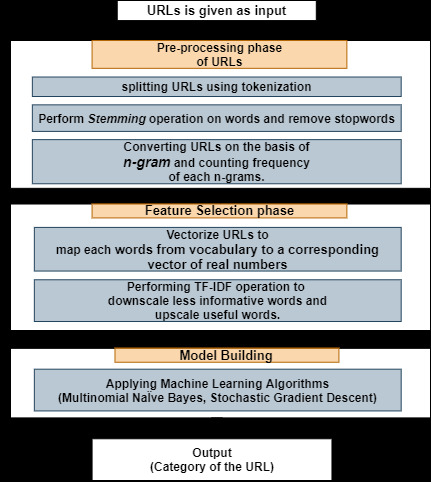 URLs is given as input
Pre-processing phase
of URLs
splitting URLs using tokenization
Perform Stemming operation on words and remove stopwords
Converting URLs on the basis of
n-gram and counting frequency
of each n-grams.
Feature Selection phase
Vectorize URLs to
map each words from vocabulary to a corresponding
vector of real numbers
Performing TF-IDF operation to
downscale less informative words and
upscale useful words.
Model Building
Applying Machine Learning Algorithms
(Multinomial Naïve Bayes, Stochastic Gradient Descent)
Output
(Category of the URL)